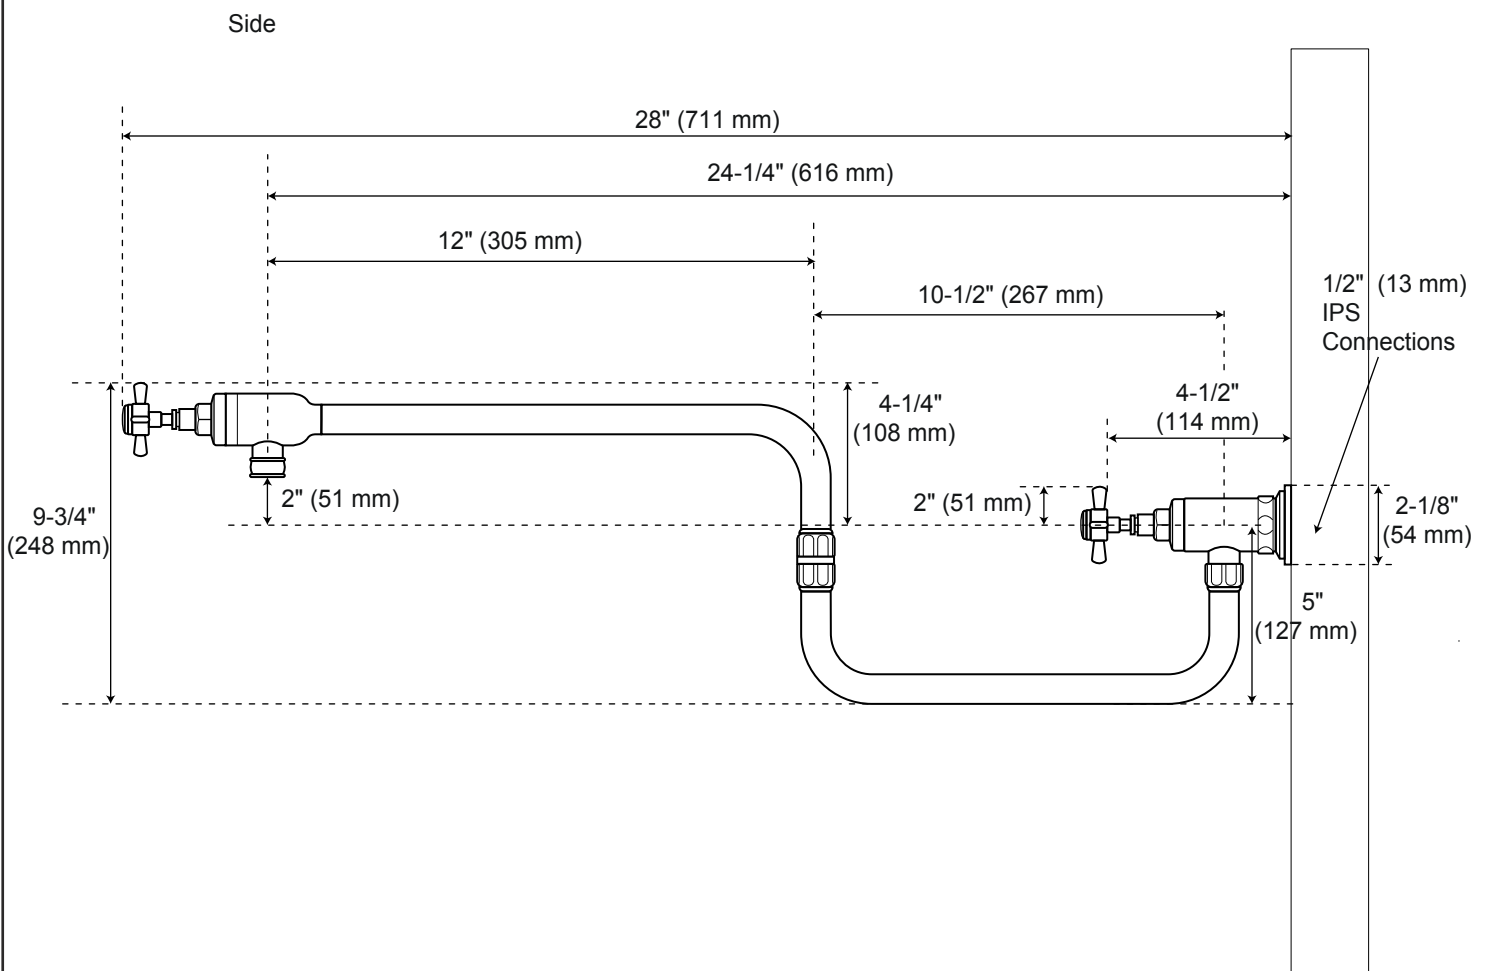 Side
28" (711 mm)
24-1/4" (616 mm)
12" (305 mm)
10-1/2" (267 mm)
1/2"  (13 mm)
IPS
Connections
4-1/4"
(108 mm)
4-1/2"
(114 mm)
2" (51 mm)
2" (51 mm)
2-1/8"
(54 mm)
9-3/4"
(248 mm)
5"
(127 mm)